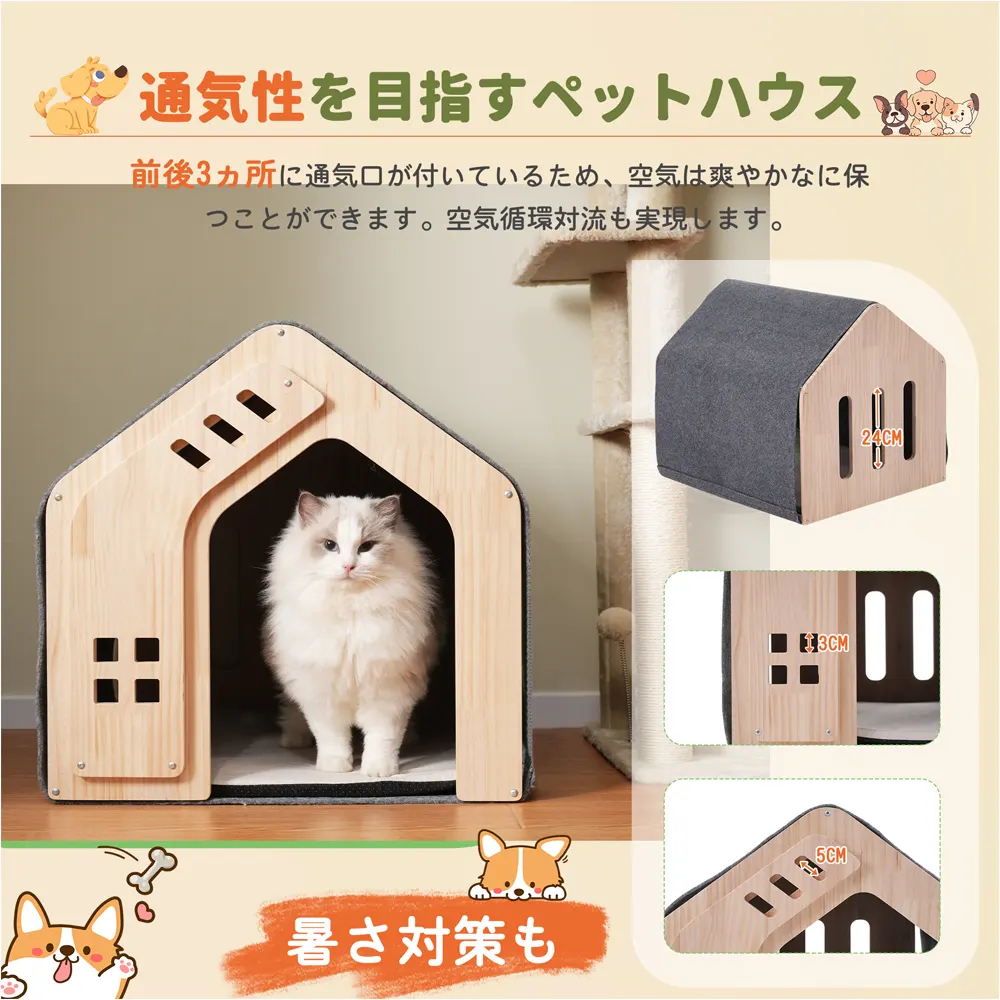 通気性を目指すペットハウス
前後3ヵ所に通気口が付いているため、空気は爽やかなに保
つことができます。空気循環対流も実現します。
24CM
3CM
5CM
暑さ対策も